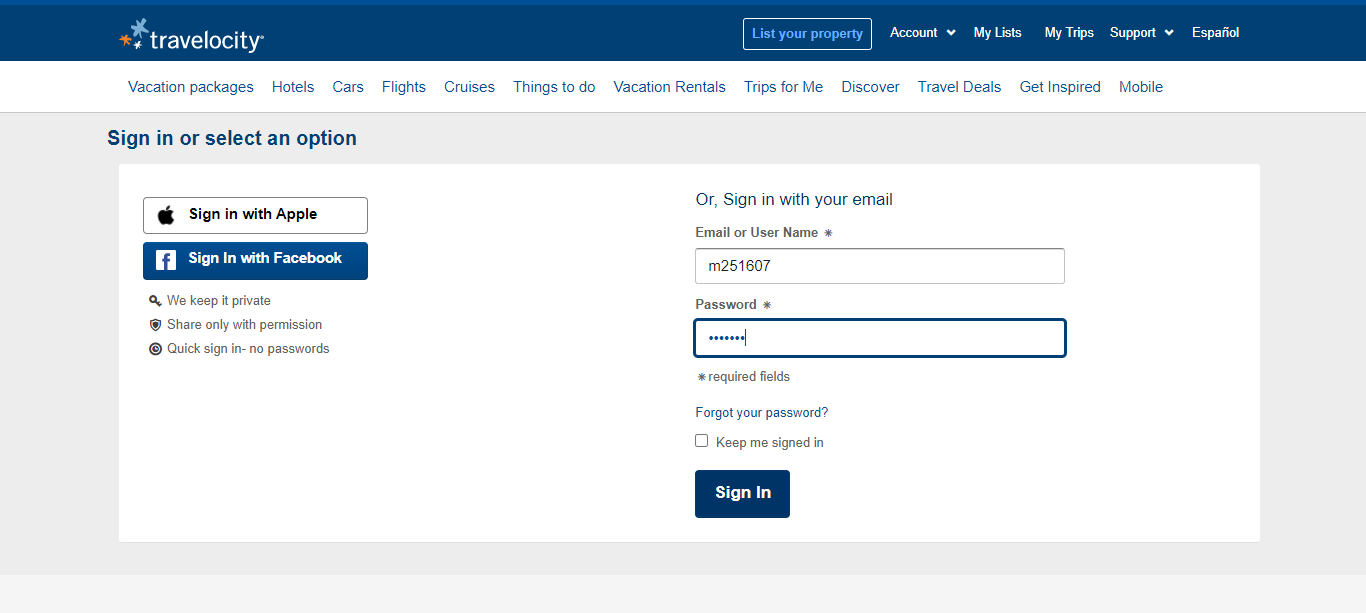 travelocity
List your property
Account
My Lists
My Trips
Support
Español
Vacation packages
Hotels
Cars
Flights
Cruises
Things to do
Vacation Rentals
Trips for Me
Discover
Travel Deals
Get Inspired
Mobile
Sign in or select an option
Sign in with Apple
Sign In with Facebook
We keep it private
Share only with permission
Quick sign in- no passwords
Or, Sign in with your email
Email or User Name *
m251607
Password *
•••••••
* required fields
Forgot your password?
Keep me signed in
Sign In